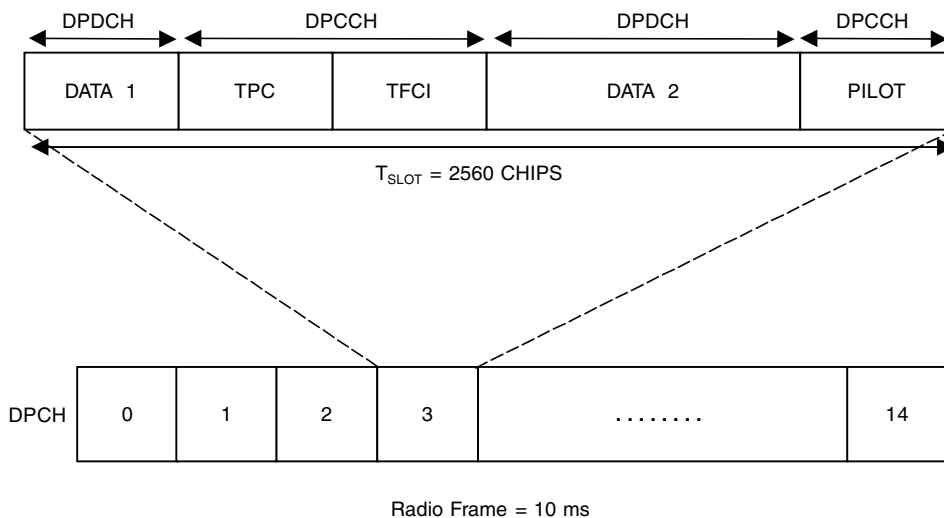 DPDCH DPCCH DPDCH DPCCH
DATA 1 TPC TFCI DATA 2 PILOT
T_SLOT = 2560 CHIPS
DPCH 0 1 2 3 ........ 14
Radio Frame = 10 ms